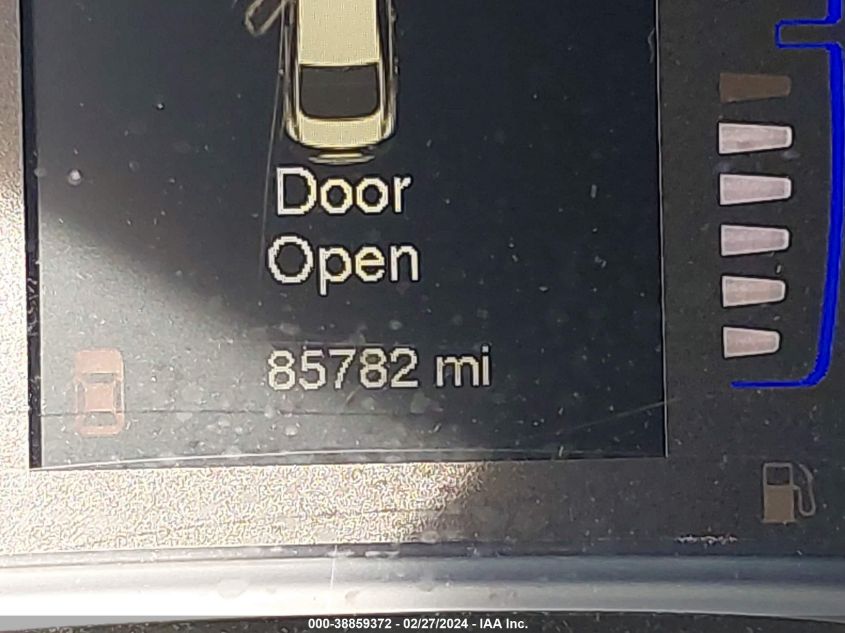 Door
Open
85782 mi
000-38859372 - 02/27/2024 - IAA Inc.